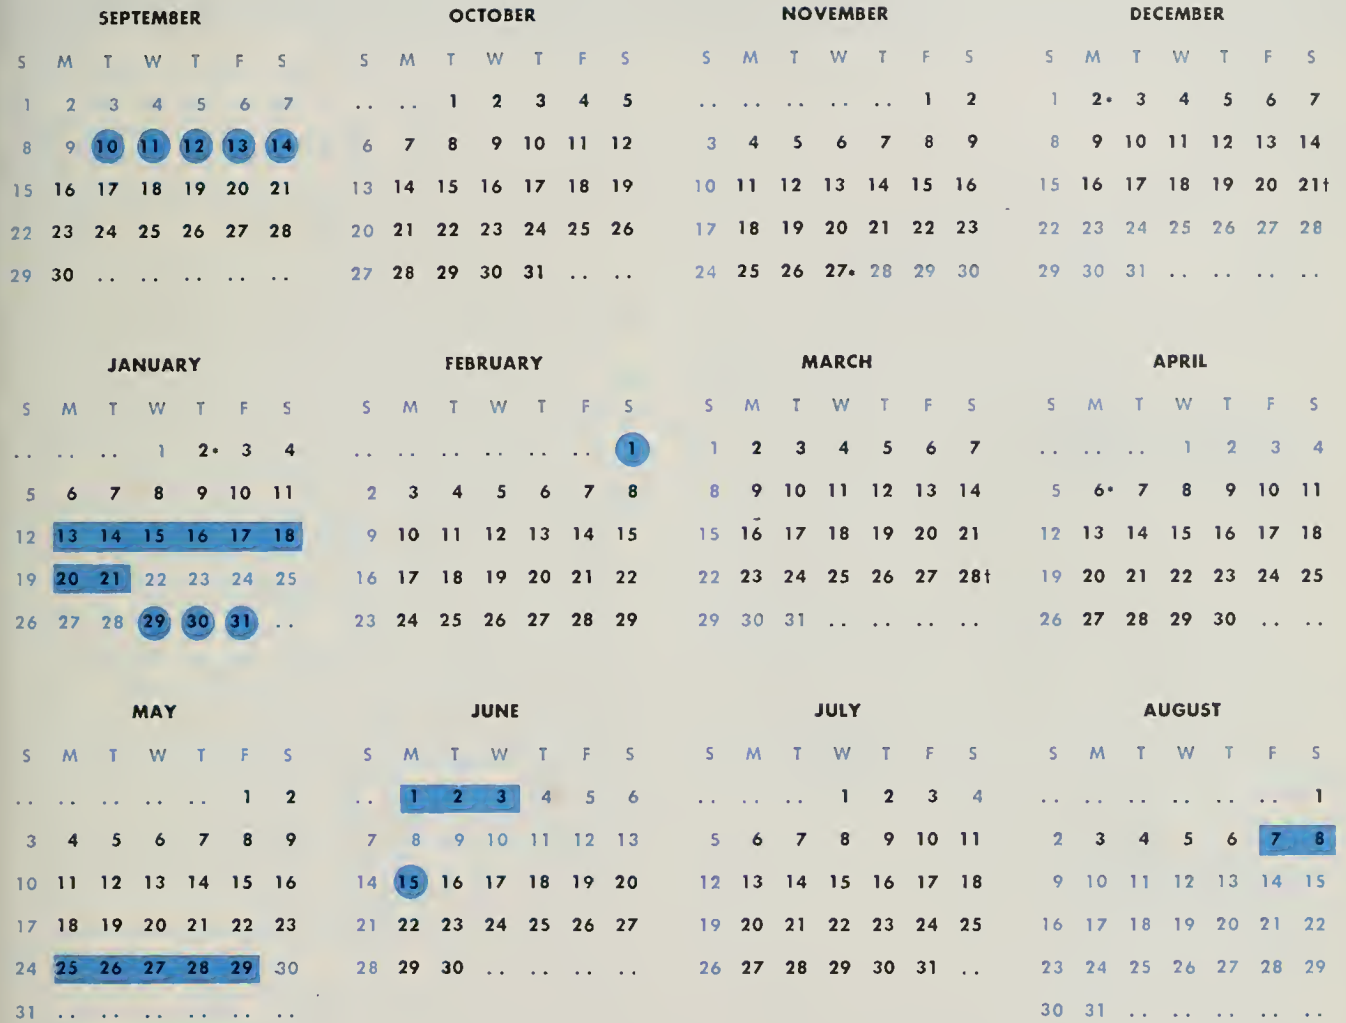 SEPTEMBER OCTOBER NOVEMBER DECEMBER
S M T W T F S S M T W T F S S M T W T F S S M T W T F S
1 2 3 4 5 6 7 .. .. 1 2 3 4 5 .. .. .. .. .. 1 2 1 2• 3 4 5 6 7
8 9 10 11 12 13 14 6 7 8 9 10 11 12 3 4 5 6 7 8 9 8 9 10 11 12 13 14
15 16 17 18 19 20 21 13 14 15 16 17 18 19 10 11 12 13 14 15 16 15 16 17 18 19 20 21†
22 23 24 25 26 27 28 20 21 22 23 24 25 26 17 18 19 20 21 22 23 22 23 24 25 26 27 28
29 30 .. .. .. .. .. 27 28 29 30 31 .. .. 24 25 26 27• 28 29 30 29 30 31 .. .. .. ..
JANUARY FEBRUARY MARCH APRIL
S M T W T F S S M T W T F S S M T W T F S S M T W T F S
.. .. .. 1 2• 3 4 .. .. .. .. .. .. 1 1 2 3 4 5 6 7 .. .. .. 1 2 3 4
5 6 7 8 9 10 11 2 3 4 5 6 7 8 8 9 10 11 12 13 14 5 6• 7 8 9 10 11
12 13 14 15 16 17 18 9 10 11 12 13 14 15 15 16 17 18 19 20 21 12 13 14 15 16 17 18
19 20 21 22 23 24 25 16 17 18 19 20 21 22 22 23 24 25 26 27 28† 19 20 21 22 23 24 25
26 27 28 29 30 31 .. 23 24 25 26 27 28 29 29 30 31 .. .. .. .. 26 27 28 29 30 .. ..
MAY JUNE JULY AUGUST
S M T W T F S S M T W T F S S M T W T F S S M T W T F S
.. .. .. .. .. 1 2 .. 1 2 3 4 5 6 .. .. .. 1 2 3 4 .. .. .. .. .. .. 1
3 4 5 6 7 8 9 7 8 9 10 11 12 13 5 6 7 8 9 10 11 2 3 4 5 6 7 8
10 11 12 13 14 15 16 14 15 16 17 18 19 20 12 13 14 15 16 17 18 9 10 11 12 13 14 15
17 18 19 20 21 22 23 21 22 23 24 25 26 27 19 20 21 22 23 24 25 16 17 18 19 20 21 22
24 25 26 27 28 29 30 28 29 30 .. .. .. .. 26 27 28 29 30 31 .. 23 24 25 26 27 28 29
31 .. .. .. .. .. .. 30 31 .. .. .. .. ..